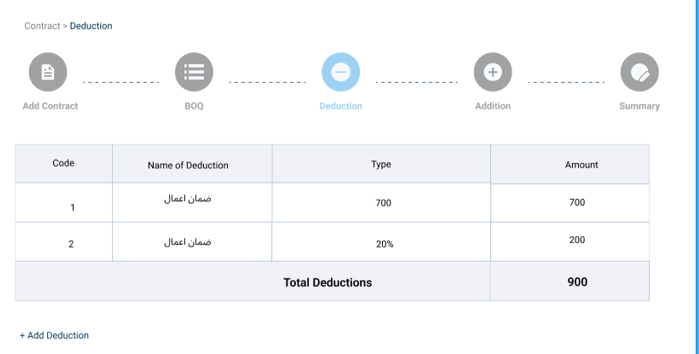 Contract > Deduction
Add Contract BOQ Deduction Addition Summary
Code Name of Deduction Type Amount
1 ضمان اعمال 700 700
2 ضمان اعمال 20% 200
Total Deductions 900
+ Add Deduction